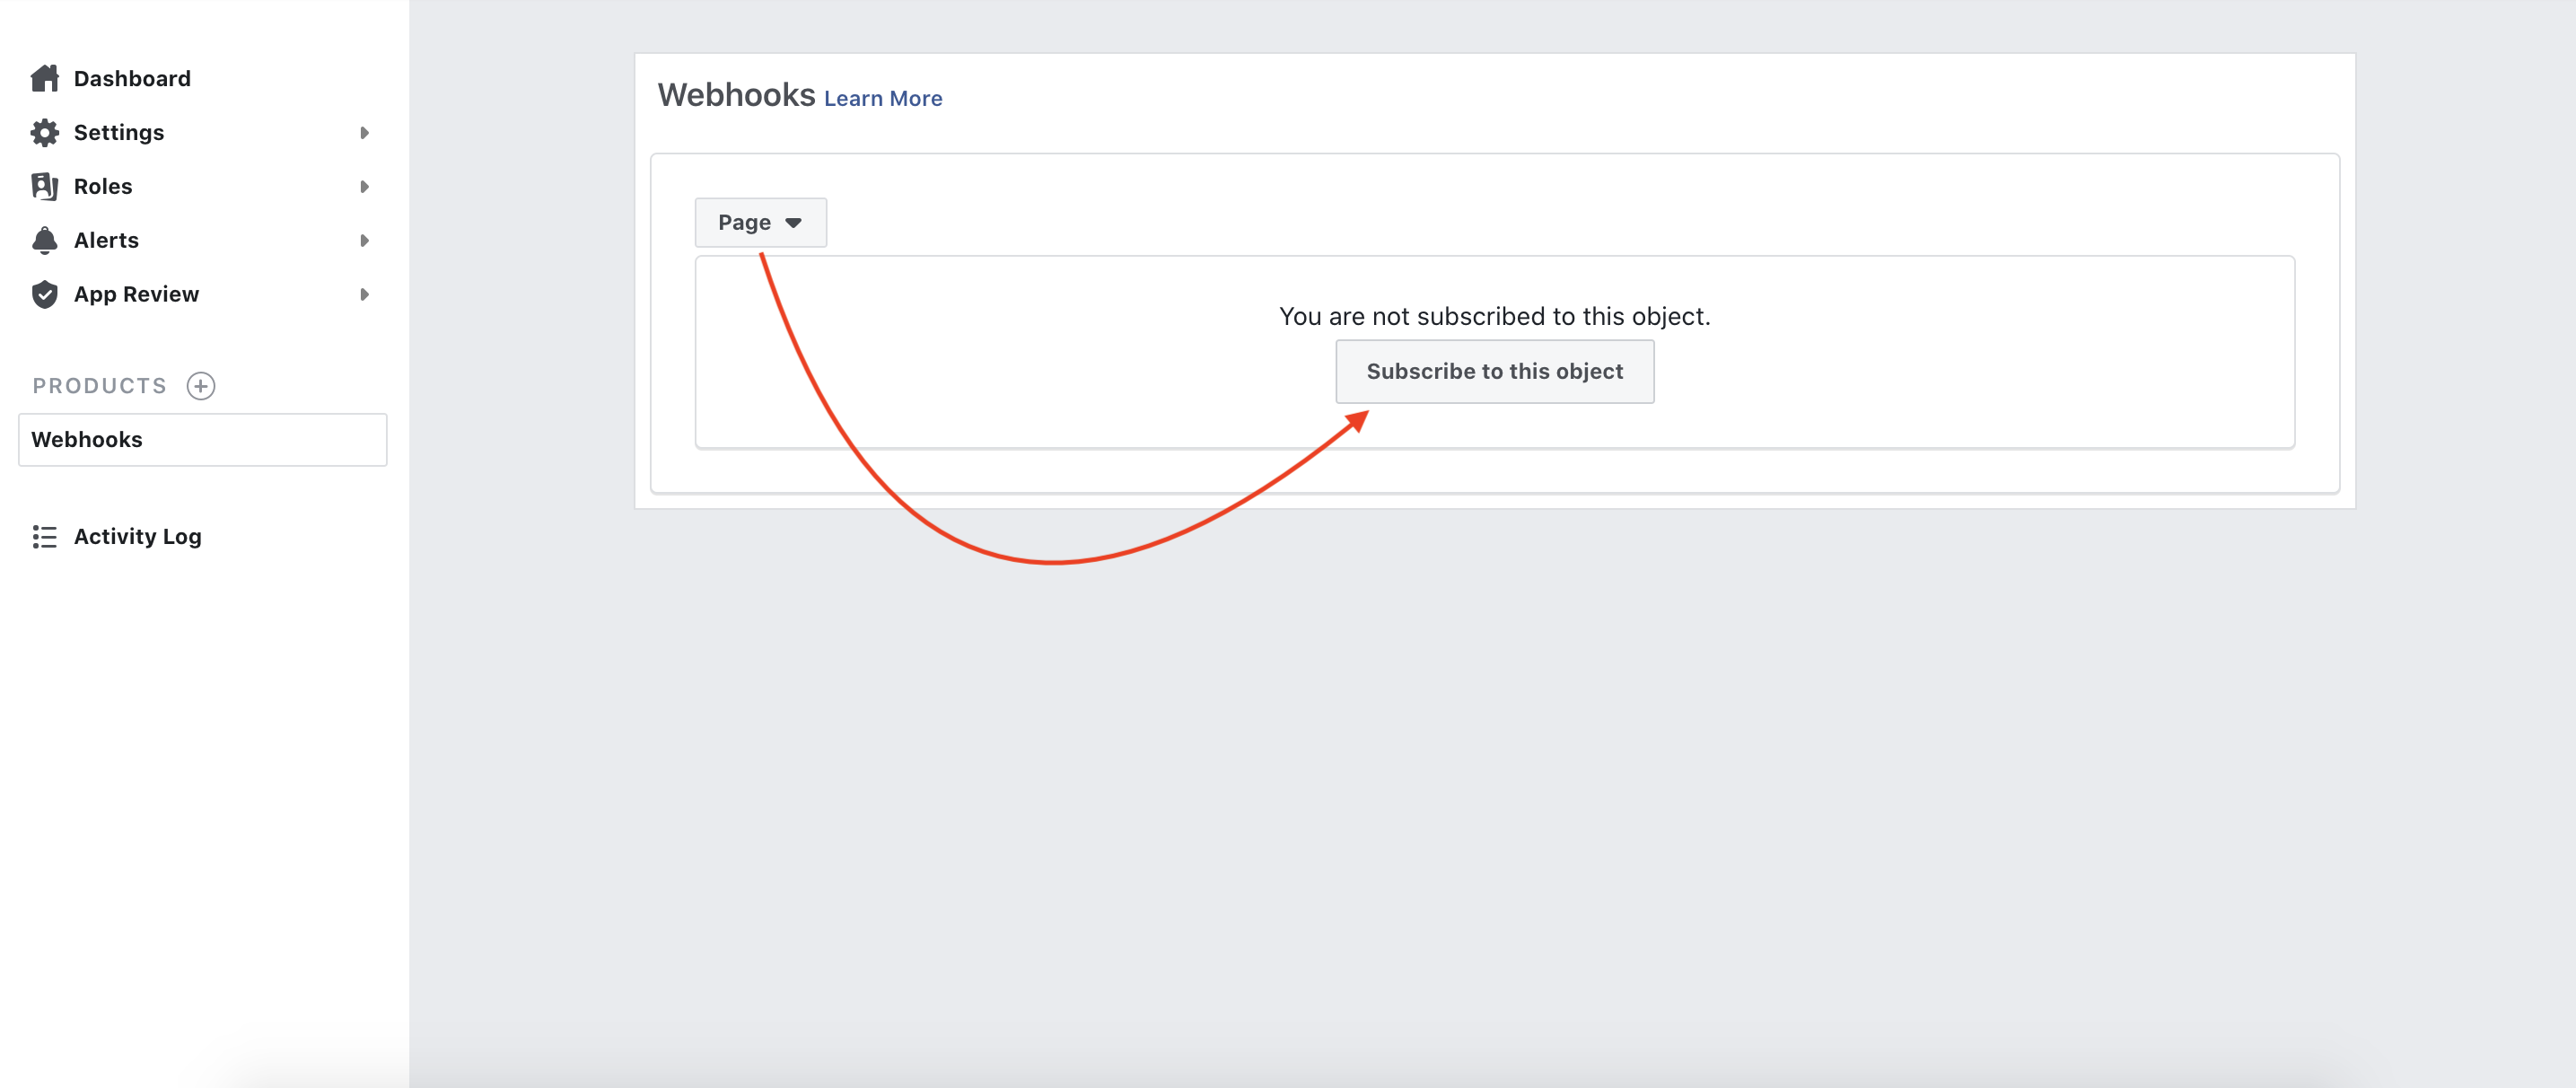 Dashboard
Settings
Roles
Alerts
App Review
PRODUCTS
Webhooks
Activity Log
Webhooks Learn More
Page
You are not subscribed to this object.
Subscribe to this object